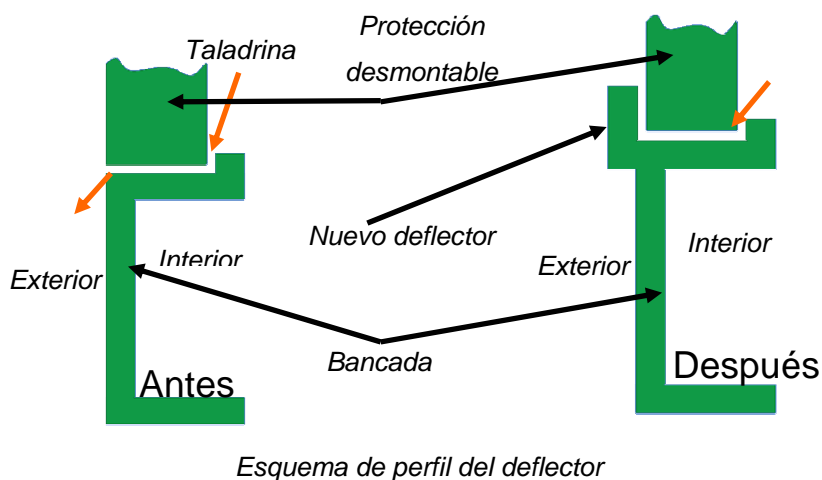 Protección
desmontable
Taladrina
Nuevo deflector
Exterior
Interior
Exterior
Interior
Bancada
Antes
Después
Esquema de perfil del deflector